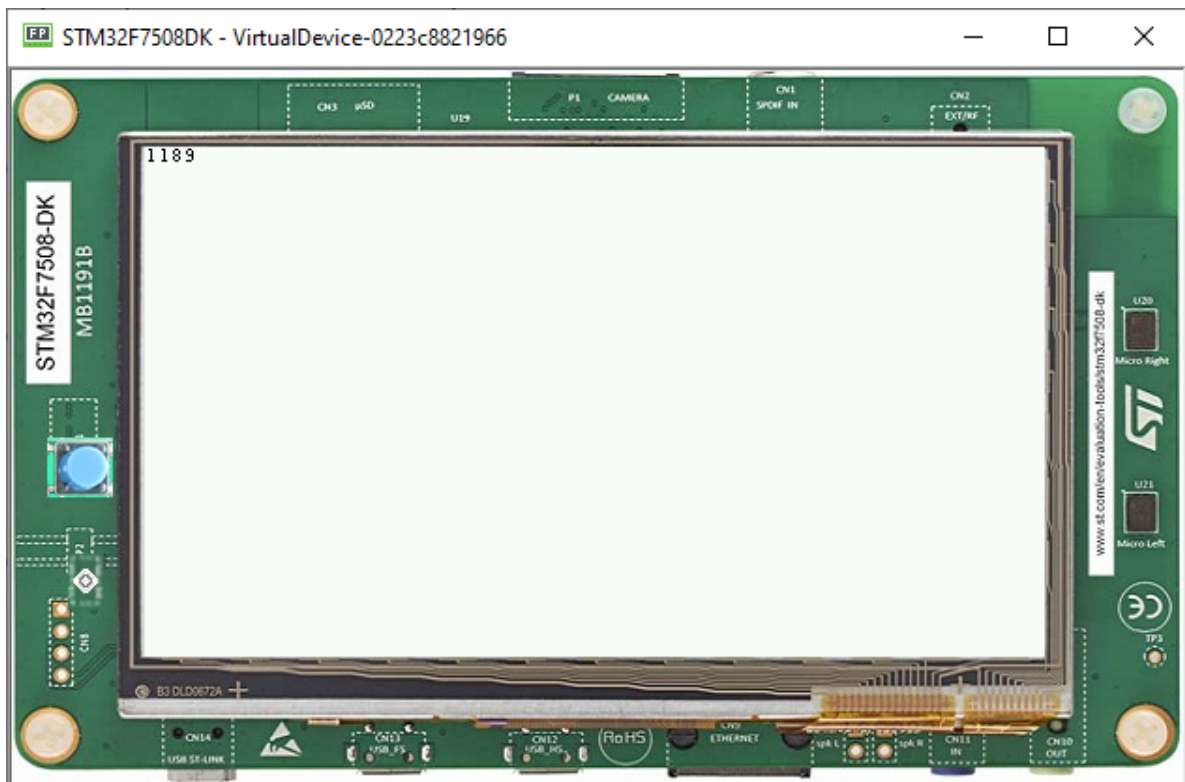 STM32F7508DK - VirtualDevice-0223c8821966
CN3 µSD
P1 CAMERA
CN1
SPDIF IN
CN2
EXT/RF
U19
1189
STM32F7508-DK
MB1191B
www.st.com/en/evaluation-tools/stm32f7508-dk
U20
Micro Right
U21
Micro Left
P2
CN8
TP3
B3 DLD0672A
CN14
USB ST-LINK
CN13
USB_FS
CN12
USB_HS
RoHS
CN9
ETHERNET
spk L
spk R
CN11
IN
CN10
OUT